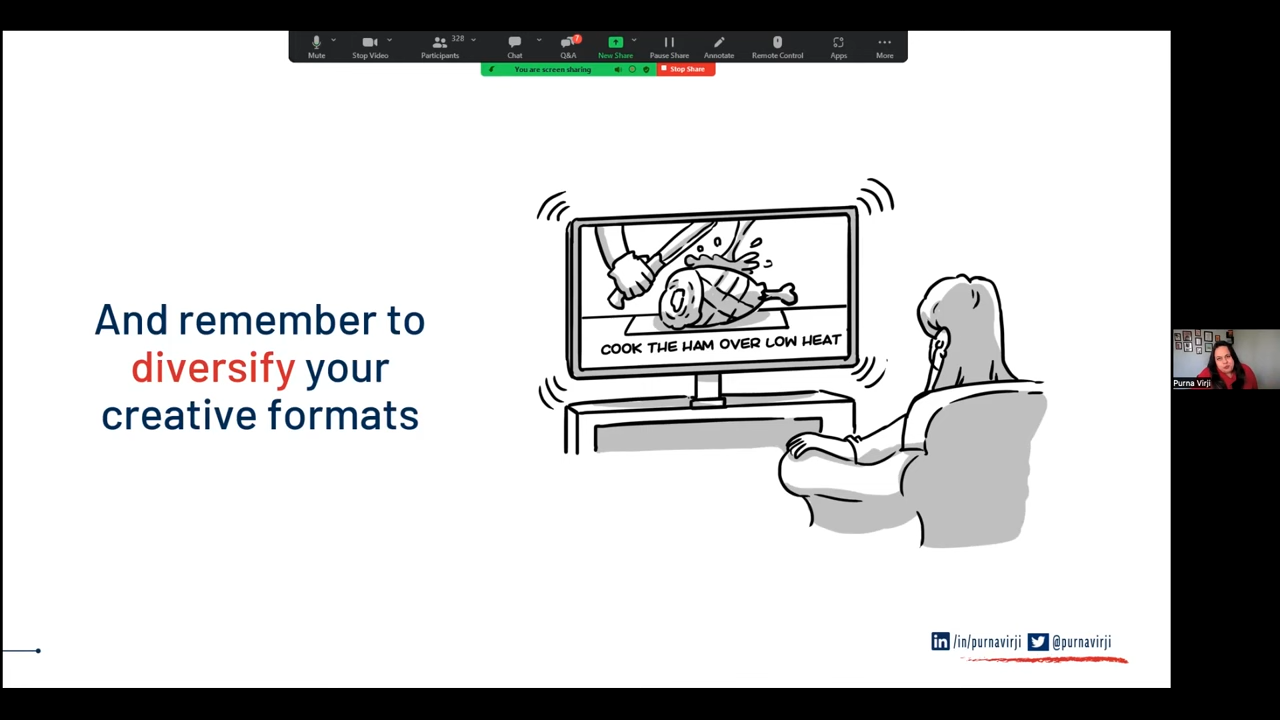 328
7
Mute
Stop Video
Participants
Chat
Q&A
New Share
Pause Share
Annotate
Remote Control
Apps
More
You are screen sharing
Stop Share
And remember to
diversify your
creative formats
COOK THE HAM OVER LOW HEAT
Purna Virji
in /in/purnavirji @purnavirji